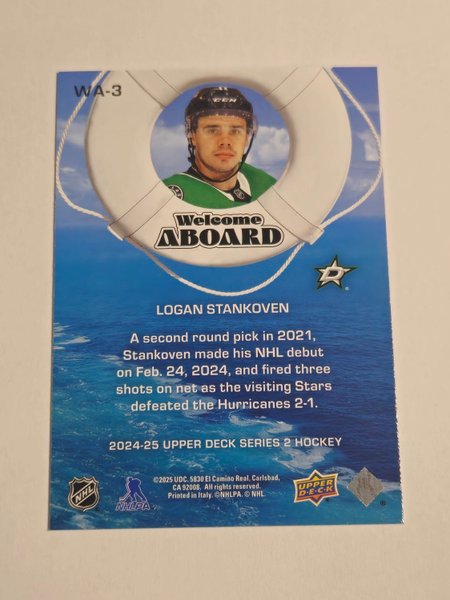 WA-3
CCM
Welcome
ABOARD
D
LOGAN STANKOVEN
A second round pick in 2021,
Stankoven made his NHL debut
on Feb. 24, 2024, and fired three
shots on net as the visiting Stars
defeated the Hurricanes 2-1.
2024-25 UPPER DECK SERIES 2 HOCKEY
©2025 UDC. 5830 El Camino Real, Carlsbad,
CA 92008. All rights reserved.
Printed in Italy. ©NHLPA. © NHL.
NHL
NHLPA
UPPER
DECK